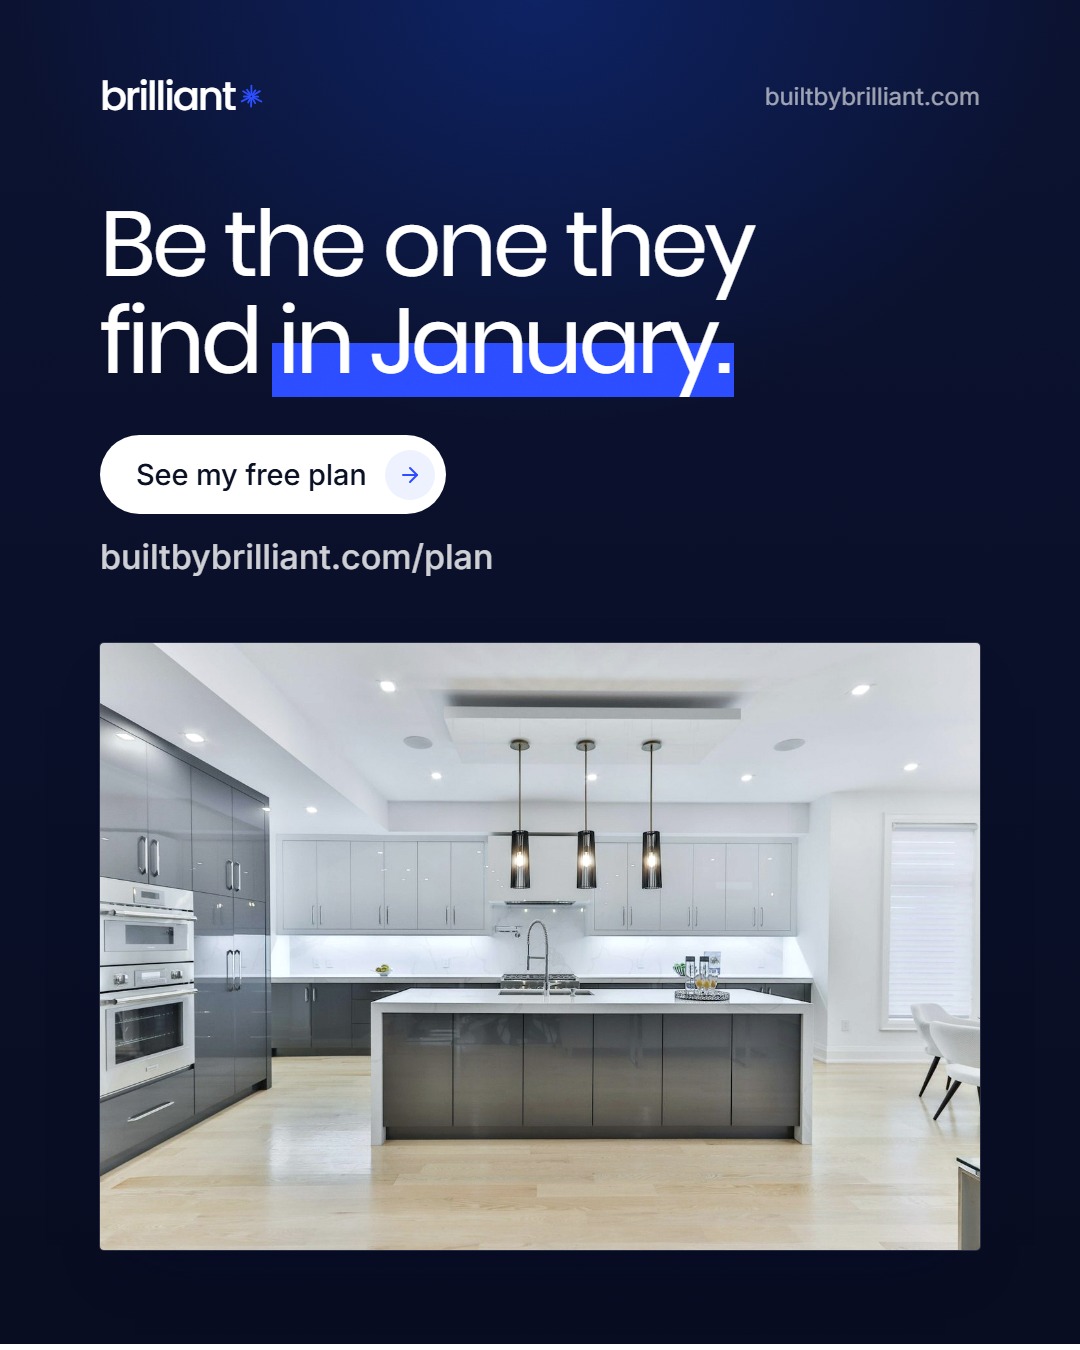 brilliant
builtbybrilliant.com
Be the one they
find in January.
See my free plan
builtbybrilliant.com/plan